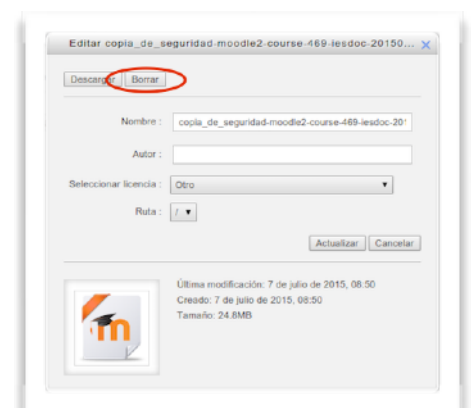 Editar copia_de_seguridad-moodle2-course-469-iesdoc-20150... x
Descargar Borrar
Nombre : copia_de_seguridad-moodle2-course-469-iesdoc-201
Autor :
Seleccionar licencia : Otro
Ruta : /
Actualizar Cancelar
Última modificación: 7 de julio de 2015, 08:50
Creado: 7 de julio de 2015, 08:50
Tamaño: 24.8MB
m